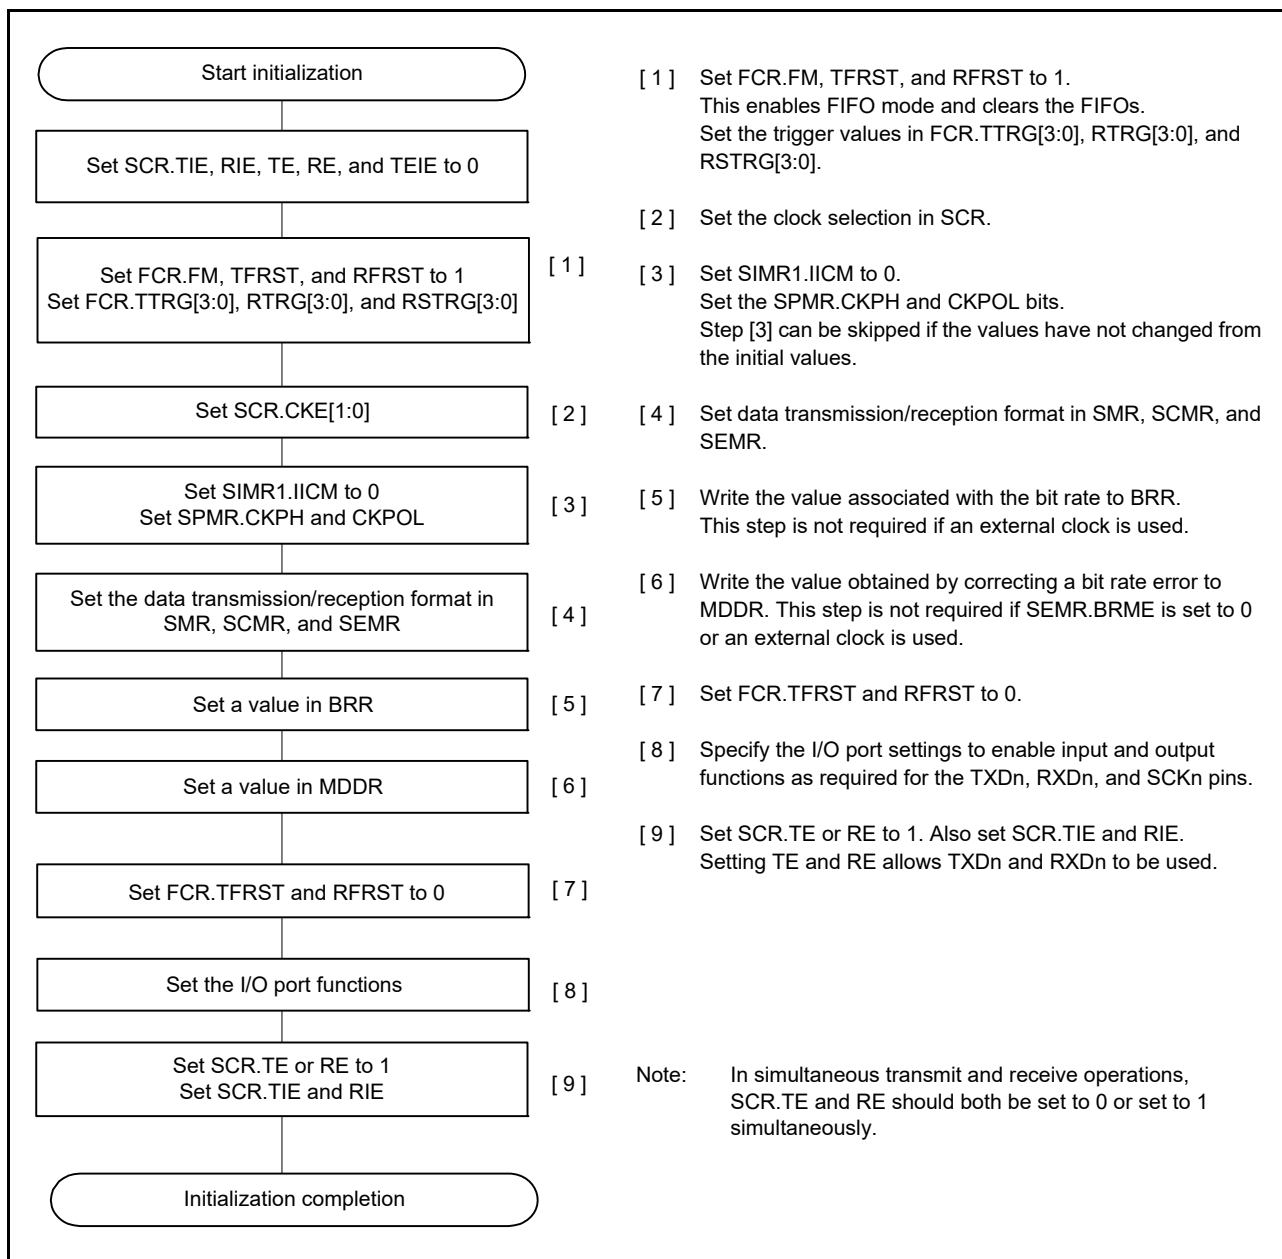 Start initialization
Set SCR.TIE, RIE, TE, RE, and TEIE to 0
Set FCR.FM, TFRST, and RFRST to 1
Set FCR.TTRG[3:0], RTRG[3:0], and RSTRG[3:0]
[ 1 ]
Set SCR.CKE[1:0]
[ 2 ]
Set SIMR1.IICM to 0
Set SPMR.CKPH and CKPOL
[ 3 ]
Set the data transmission/reception format in
SMR, SCMR, and SEMR
[ 4 ]
Set a value in BRR
[ 5 ]
Set a value in MDDR
[ 6 ]
Set FCR.TFRST and RFRST to 0
[ 7 ]
Set the I/O port functions
[ 8 ]
Set SCR.TE or RE to 1
Set SCR.TIE and RIE
[ 9 ]
Initialization completion
[ 1 ] Set FCR.FM, TFRST, and RFRST to 1.
This enables FIFO mode and clears the FIFOs.
Set the trigger values in FCR.TTRG[3:0], RTRG[3:0], and
RSTRG[3:0].
[ 2 ] Set the clock selection in SCR.
[ 3 ] Set SIMR1.IICM to 0.
Set the SPMR.CKPH and CKPOL bits.
Step [3] can be skipped if the values have not changed from
the initial values.
[ 4 ] Set data transmission/reception format in SMR, SCMR, and
SEMR.
[ 5 ] Write the value associated with the bit rate to BRR.
This step is not required if an external clock is used.
[ 6 ] Write the value obtained by correcting a bit rate error to
MDDR. This step is not required if SEMR.BRME is set to 0
or an external clock is used.
[ 7 ] Set FCR.TFRST and RFRST to 0.
[ 8 ] Specify the I/O port settings to enable input and output
functions as required for the TXDn, RXDn, and SCKn pins.
[ 9 ] Set SCR.TE or RE to 1. Also set SCR.TIE and RIE.
Setting TE and RE allows TXDn and RXDn to be used.
Note: In simultaneous transmit and receive operations,
SCR.TE and RE should both be set to 0 or set to 1
simultaneously.